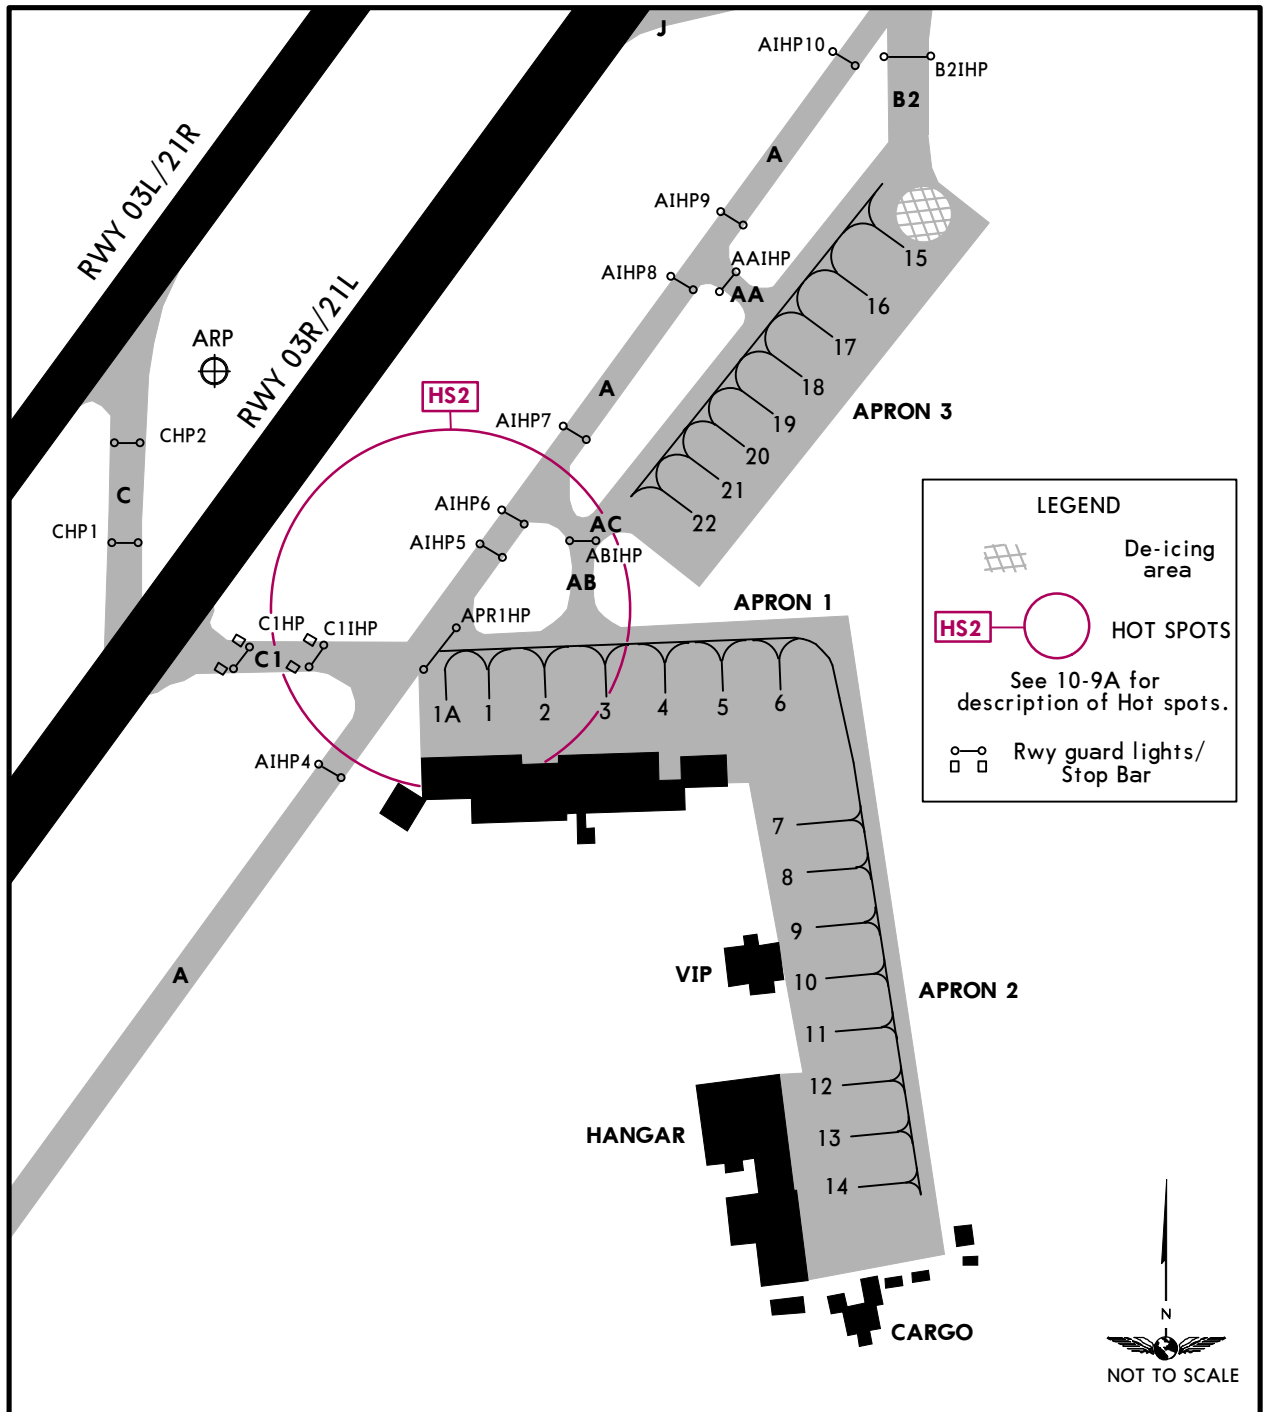 J
AIHP10
B2IHP
B2
RWY 03L/21R
A
AIHP9
AAIHP
AIHP8
AA
15
16
RWY 03R/21L
ARP
17
18
HS2
A
APRON 3
19
AIHP7
CHP2
20
21
C
AIHP6
22
AC
CHP1
AIHP5
ABIHP
AB
LEGEND
De-icing
area
HS2
HOT SPOTS
See 10-9A for
description of Hot spots.
Rwy guard lights/
Stop Bar
APRON 1
APR1HP
C1HP
C1IHP
C1
1A
1
2
3
4
5
6
AIHP4
7
8
9
A
VIP
10
APRON 2
11
12
HANGAR
13
14
N
CARGO
NOT TO SCALE